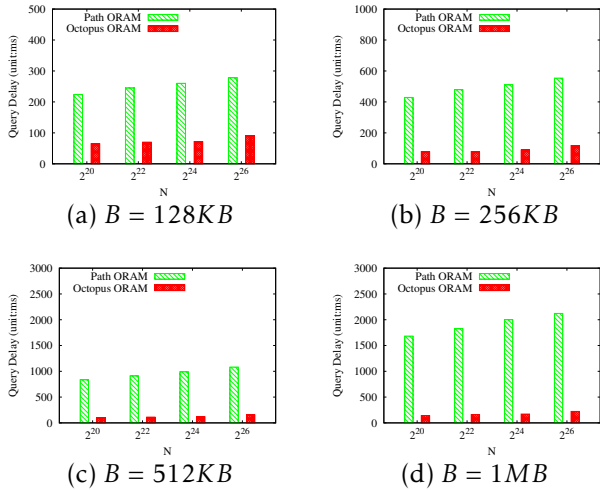 500
400
300
200
100
0
Query Delay (unit:ms)
Path ORAM
Octopus ORAM
2^20 2^22 2^24 2^26
N
(a) B = 128KB
1000
800
600
400
200
0
Query Delay (unit:ms)
Path ORAM
Octopus ORAM
2^20 2^22 2^24 2^26
N
(b) B = 256KB
3000
2500
2000
1500
1000
500
0
Query Delay (unit:ms)
Path ORAM
Octopus ORAM
2^20 2^22 2^24 2^26
N
(c) B = 512KB
3000
2500
2000
1500
1000
500
0
Query Delay (unit:ms)
Path ORAM
Octopus ORAM
2^20 2^22 2^24 2^26
N
(d) B = 1MB